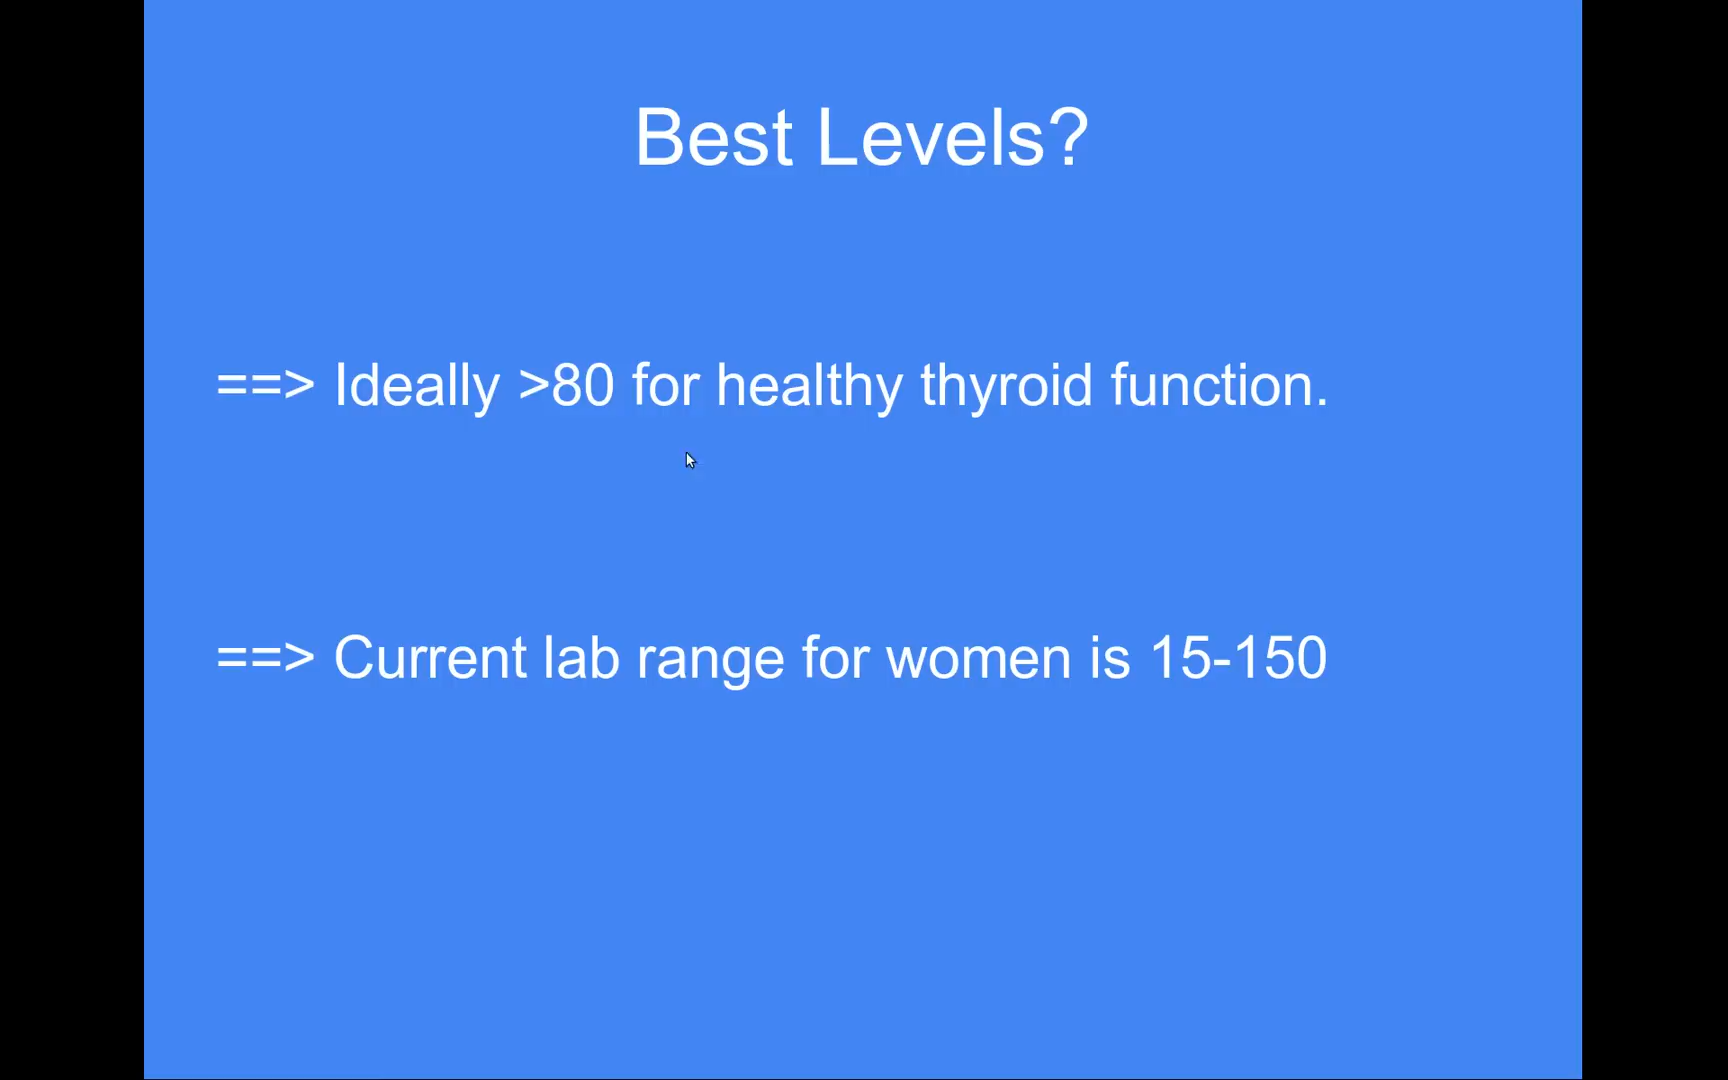 Best Levels?
==> Ideally >80 for healthy thyroid function.
==> Current lab range for women is 15-150